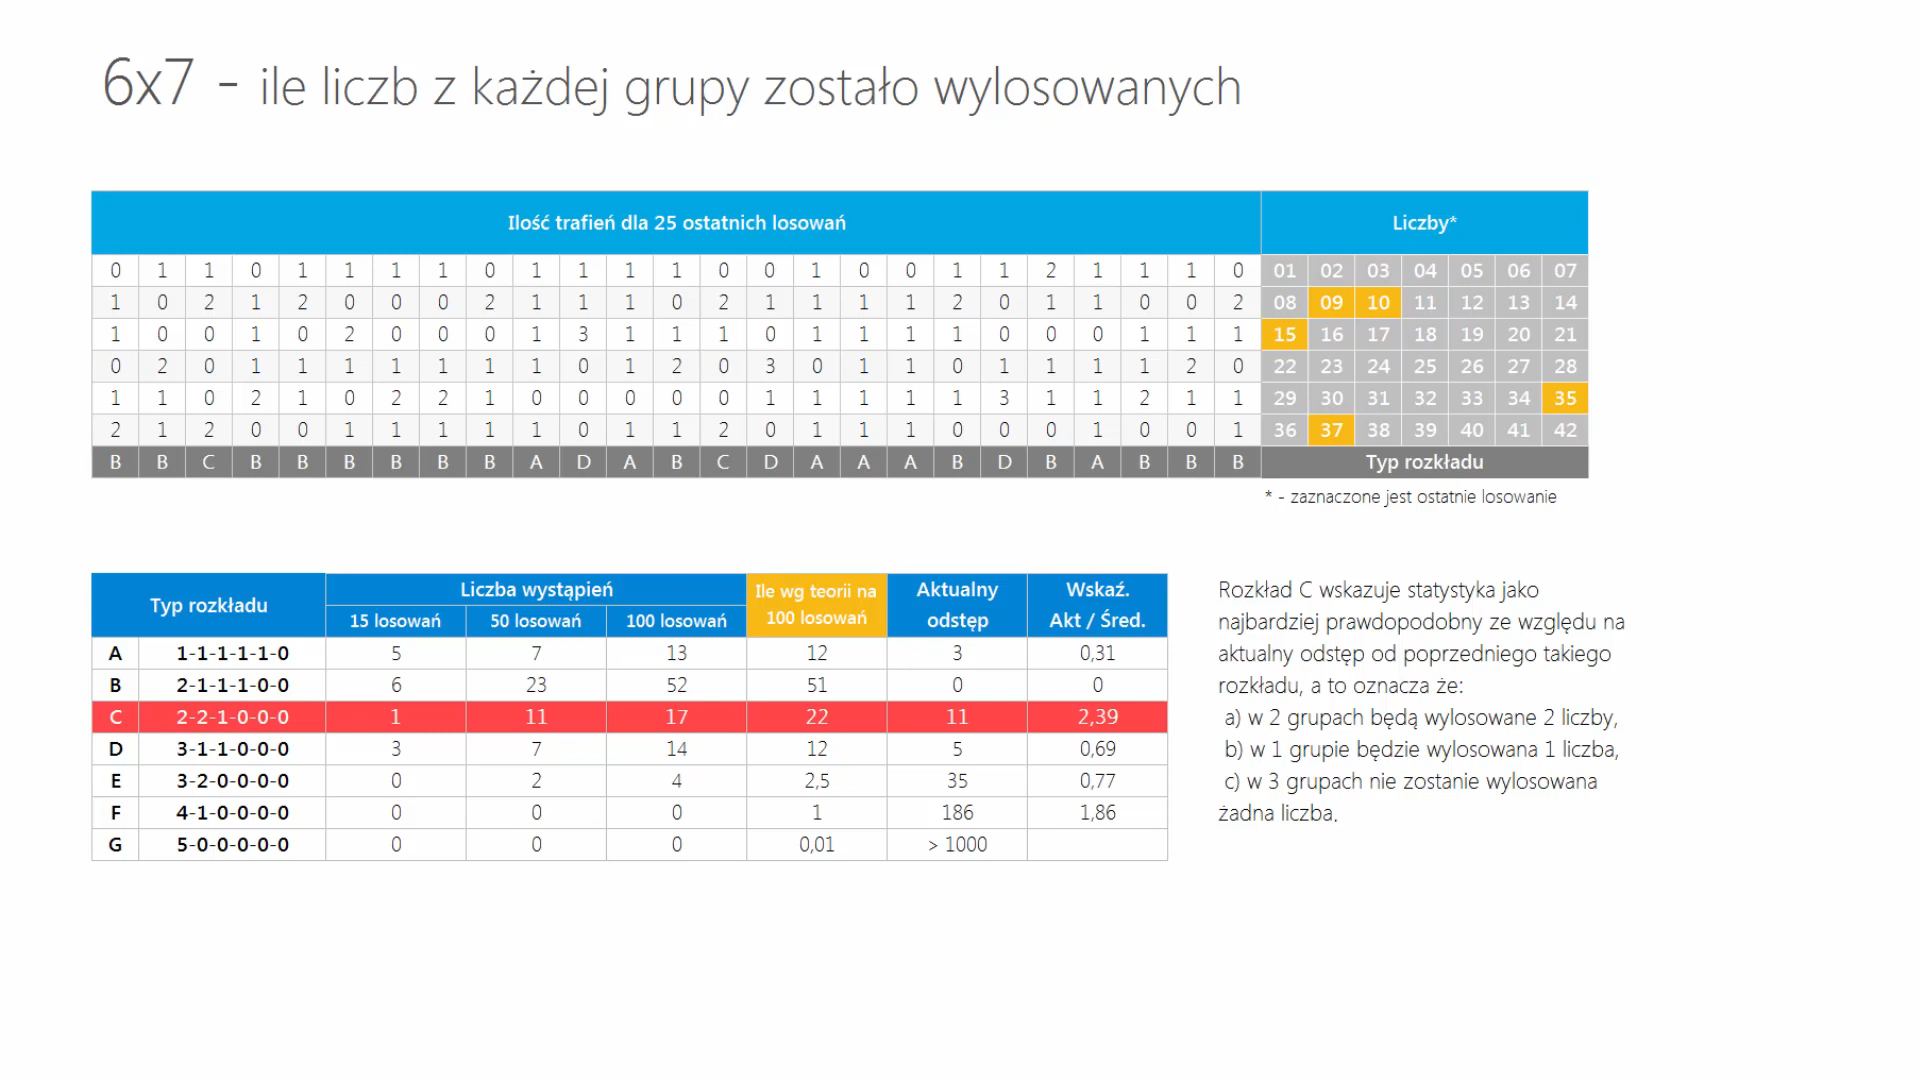 6x7 - ile liczb z każdej grupy zostało wylosowanych
Ilość trafień dla 25 ostatnich losowań Liczby*
0 1 1 0 1 1 1 1 0 1 1 1 1 0 0 1 0 0 1 1 2 1 1 1 0 01 02 03 04 05 06 07
1 0 2 1 2 0 0 0 2 1 1 1 0 2 1 1 1 1 2 0 1 1 0 0 2 08 09 10 11 12 13 14
1 0 0 1 0 2 0 0 0 1 3 1 1 1 0 1 1 1 1 0 0 0 1 1 1 15 16 17 18 19 20 21
0 2 0 1 1 1 1 1 1 1 0 1 2 0 3 0 1 1 0 1 1 1 1 2 0 22 23 24 25 26 27 28
1 1 0 2 1 0 2 2 1 0 0 0 0 0 1 1 1 1 1 3 1 1 2 1 1 29 30 31 32 33 34 35
2 1 2 0 0 1 1 1 1 1 0 1 1 2 0 1 1 1 0 0 0 1 0 0 1 36 37 38 39 40 41 42
B B C B B B B B B A D A B C D A A A B D B A B B B Typ rozkładu
* - zaznaczone jest ostatnie losowanie
Typ rozkładu Liczba wystąpień Ile wg teorii na 100 losowań Aktualny odstęp Wskaź. Akt / Śred.
15 losowań 50 losowań 100 losowań
A 1-1-1-1-1-0 5 7 13 12 3 0,31
B 2-1-1-1-0-0 6 23 52 51 0 0
C 2-2-1-0-0-0 1 11 17 22 11 2,39
D 3-1-1-0-0-0 3 7 14 12 5 0,69
E 3-2-0-0-0-0 0 2 4 2,5 35 0,77
F 4-1-0-0-0-0 0 0 0 1 186 1,86
G 5-0-0-0-0-0 0 0 0 0,01 > 1000
Rozkład C wskazuje statystyka jako
najbardziej prawdopodobny ze względu na
aktualny odstęp od poprzedniego takiego
rozkładu, a to oznacza że:
a) w 2 grupach będą wylosowane 2 liczby,
b) w 1 grupie będzie wylosowana 1 liczba,
c) w 3 grupach nie zostanie wylosowana
żadna liczba.